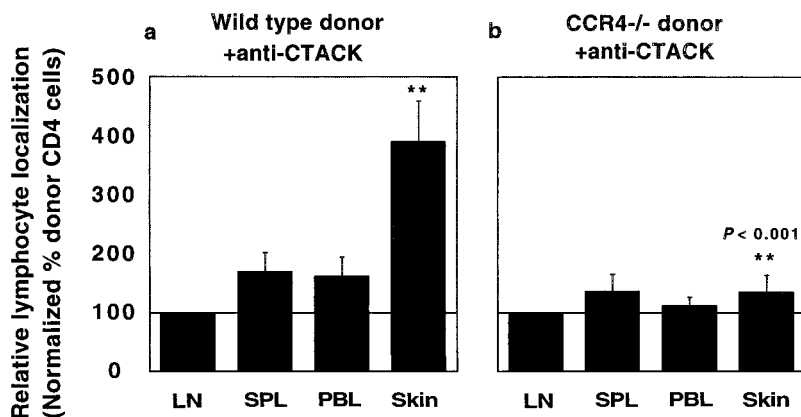 Relative lymphocyte localization
(Normalized % donor CD4 cells)
a
Wild type donor
+anti-CTACK
500
400
300
200
100
0
**
LN SPL PBL Skin
b
CCR4-/- donor
+anti-CTACK
P < 0.001
**
LN SPL PBL Skin